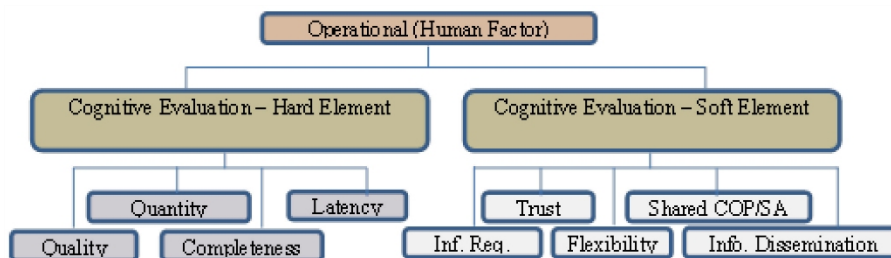 Operational (Human Factor)
Cognitive Evaluation – Hard Element
Cognitive Evaluation – Soft Element
Quantity
Latency
Trust
Shared COP/SA
Quality
Completeness
Inf. Req.
Flexibility
Info. Dissemination